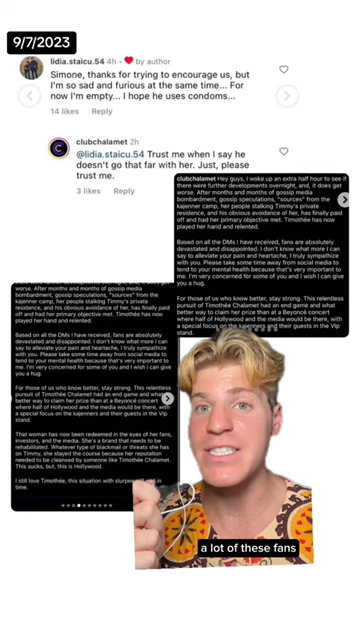 9/7/2023
lidia.staicu.54 4h · by author
Simone, thanks for trying to encourage us, but
I'm so sad and furious at the same time... For
now I'm empty... I hope he uses condoms...
14 likes Reply
clubchalamet 2h
@lidia.staicu.54 Trust me when I say he
doesn't go that far with her. Just, please
trust me.
3 likes Reply
clubchalamet Hey guys, I woke up an extra half hour to see if
there were further developments overnight, and, it does get
worse. After months and months of gossip media
bombardment, gossip speculations, "sources" from the
kajenner camp, her people stalking Timmy's private
residence, and his obvious avoidance of her, has finally paid
off and had her primary objective met. Timothée has now
played her hand and relented.
Based on all the DMs I have received, fans are absolutely
devastated and disappointed. I don't know what more I can
say to alleviate your pain and heartache, I truly sympathize
with you. Please take some time away from social media to
tend to your mental health because that's very important to
me. I'm very concerned for some of you and I wish I can give
you a hug.
For those of us who know better, stay strong. This relentless
pursuit of Timothée Chalamet had an end game and what
better way to claim her prize than at a Beyoncé concert
where half of Hollywood and the media would be there, with
a special focus on the kajenners and their guests in the VIp
stand.
worse. After months and months of gossip media
bombardment, gossip speculations, "sources" from the
kajenner camp, her people stalking Timmy's private
residence, and his obvious avoidance of her, has finally paid
off and had her primary objective met. Timothée has now
played her hand and relented.
Based on all the DMs I have received, fans are absolutely
devastated and disappointed. I don't know what more I can
say to alleviate your pain and heartache, I truly sympathize
with you. Please take some time away from social media to
tend to your mental health because that's very important to
me. I'm very concerned for some of you and I wish I can give
you a hug.
For those of us who know better, stay strong. This relentless
pursuit of Timothée Chalamet had an end game and what
better way to claim her prize than at a Beyoncé concert
where half of Hollywood and the media would be there, with
a special focus on the kajenners and their guests in the VIp
stand.
That woman has now been redeemed in the eyes of her fans,
investors, and the media. She's a brand that needs to be
rehabilitated. Whatever type of blackmail or threats she has
on Timmy, she stayed the course because her reputation
needed to be cleansed by someone like Timothée Chalamet.
This sucks, but, this is Hollywood.
I still love Timothée, this situation with slurpee in
time.
a lot of these fans